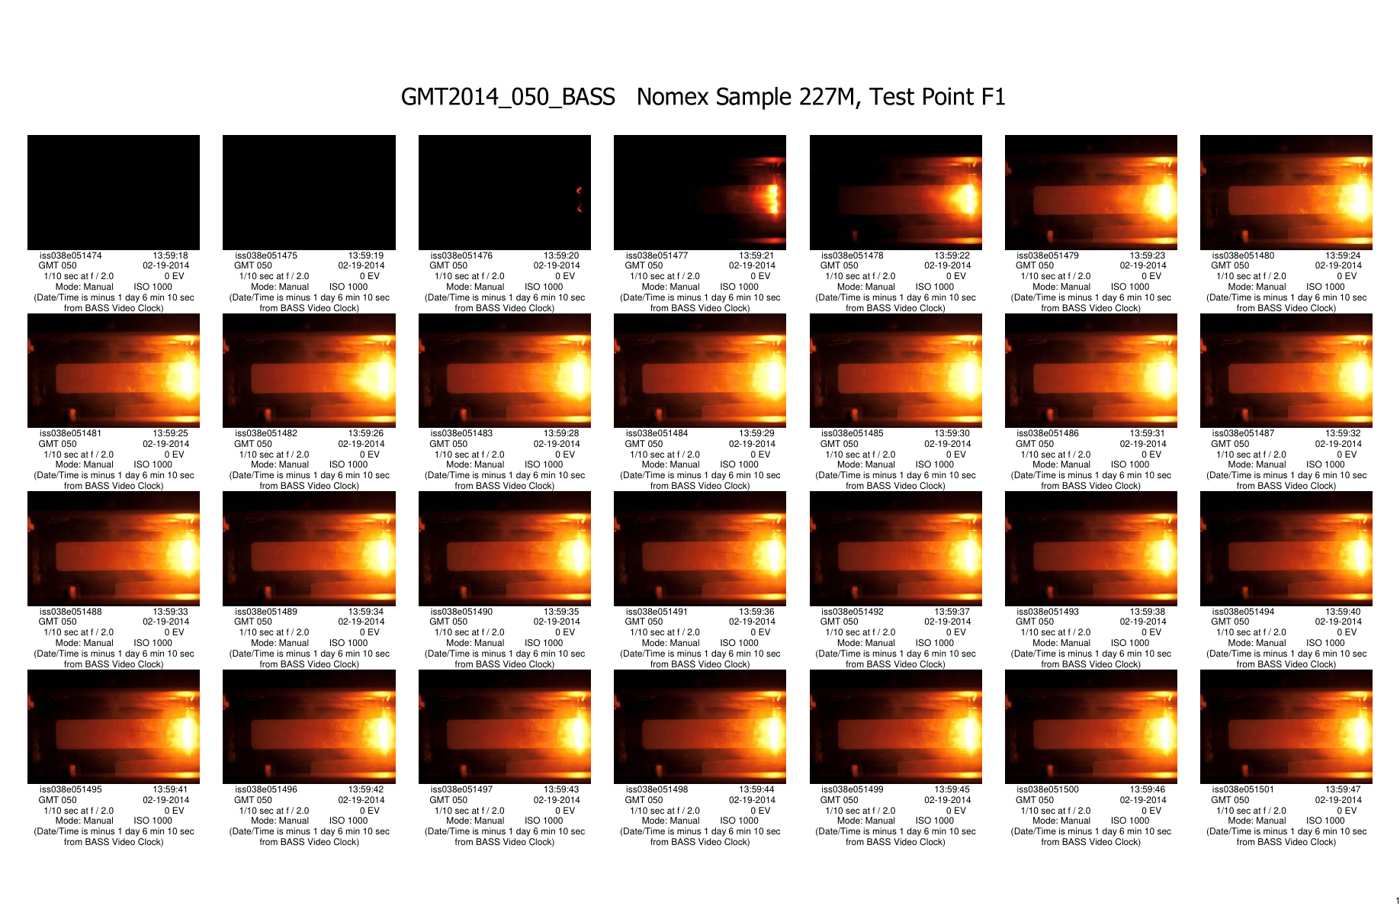 GMT2014_050_BASS Nomex Sample 227M, Test Point F1
iss038e051474 13:59:18 iss038e051475 13:59:19 iss038e051476 13:59:20 iss038e051477 13:59:21 iss038e051478 13:59:22 iss038e051479 13:59:23 iss038e051480 13:59:24
GMT 050 02-19-2014 GMT 050 02-19-2014 GMT 050 02-19-2014 GMT 050 02-19-2014 GMT 050 02-19-2014 GMT 050 02-19-2014 GMT 050 02-19-2014
1/10 sec at f / 2.0 0 EV 1/10 sec at f / 2.0 0 EV 1/10 sec at f / 2.0 0 EV 1/10 sec at f / 2.0 0 EV 1/10 sec at f / 2.0 0 EV 1/10 sec at f / 2.0 0 EV 1/10 sec at f / 2.0 0 EV
Mode: Manual ISO 1000 Mode: Manual ISO 1000 Mode: Manual ISO 1000 Mode: Manual ISO 1000 Mode: Manual ISO 1000 Mode: Manual ISO 1000 Mode: Manual ISO 1000
(Date/Time is minus 1 day 6 min 10 sec (Date/Time is minus 1 day 6 min 10 sec (Date/Time is minus 1 day 6 min 10 sec (Date/Time is minus 1 day 6 min 10 sec (Date/Time is minus 1 day 6 min 10 sec (Date/Time is minus 1 day 6 min 10 sec (Date/Time is minus 1 day 6 min 10 sec
from BASS Video Clock) from BASS Video Clock) from BASS Video Clock) from BASS Video Clock) from BASS Video Clock) from BASS Video Clock) from BASS Video Clock)
iss038e051481 13:59:25 iss038e051482 13:59:26 iss038e051483 13:59:28 iss038e051484 13:59:29 iss038e051485 13:59:30 iss038e051486 13:59:31 iss038e051487 13:59:32
GMT 050 02-19-2014 GMT 050 02-19-2014 GMT 050 02-19-2014 GMT 050 02-19-2014 GMT 050 02-19-2014 GMT 050 02-19-2014 GMT 050 02-19-2014
1/10 sec at f / 2.0 0 EV 1/10 sec at f / 2.0 0 EV 1/10 sec at f / 2.0 0 EV 1/10 sec at f / 2.0 0 EV 1/10 sec at f / 2.0 0 EV 1/10 sec at f / 2.0 0 EV 1/10 sec at f / 2.0 0 EV
Mode: Manual ISO 1000 Mode: Manual ISO 1000 Mode: Manual ISO 1000 Mode: Manual ISO 1000 Mode: Manual ISO 1000 Mode: Manual ISO 1000 Mode: Manual ISO 1000
(Date/Time is minus 1 day 6 min 10 sec (Date/Time is minus 1 day 6 min 10 sec (Date/Time is minus 1 day 6 min 10 sec (Date/Time is minus 1 day 6 min 10 sec (Date/Time is minus 1 day 6 min 10 sec (Date/Time is minus 1 day 6 min 10 sec (Date/Time is minus 1 day 6 min 10 sec
from BASS Video Clock) from BASS Video Clock) from BASS Video Clock) from BASS Video Clock) from BASS Video Clock) from BASS Video Clock) from BASS Video Clock)
iss038e051488 13:59:33 iss038e051489 13:59:34 iss038e051490 13:59:35 iss038e051491 13:59:36 iss038e051492 13:59:37 iss038e051493 13:59:38 iss038e051494 13:59:40
GMT 050 02-19-2014 GMT 050 02-19-2014 GMT 050 02-19-2014 GMT 050 02-19-2014 GMT 050 02-19-2014 GMT 050 02-19-2014 GMT 050 02-19-2014
1/10 sec at f / 2.0 0 EV 1/10 sec at f / 2.0 0 EV 1/10 sec at f / 2.0 0 EV 1/10 sec at f / 2.0 0 EV 1/10 sec at f / 2.0 0 EV 1/10 sec at f / 2.0 0 EV 1/10 sec at f / 2.0 0 EV
Mode: Manual ISO 1000 Mode: Manual ISO 1000 Mode: Manual ISO 1000 Mode: Manual ISO 1000 Mode: Manual ISO 1000 Mode: Manual ISO 1000 Mode: Manual ISO 1000
(Date/Time is minus 1 day 6 min 10 sec (Date/Time is minus 1 day 6 min 10 sec (Date/Time is minus 1 day 6 min 10 sec (Date/Time is minus 1 day 6 min 10 sec (Date/Time is minus 1 day 6 min 10 sec (Date/Time is minus 1 day 6 min 10 sec (Date/Time is minus 1 day 6 min 10 sec
from BASS Video Clock) from BASS Video Clock) from BASS Video Clock) from BASS Video Clock) from BASS Video Clock) from BASS Video Clock) from BASS Video Clock)
iss038e051495 13:59:41 iss038e051496 13:59:42 iss038e051497 13:59:43 iss038e051498 13:59:44 iss038e051499 13:59:45 iss038e051500 13:59:46 iss038e051501 13:59:47
GMT 050 02-19-2014 GMT 050 02-19-2014 GMT 050 02-19-2014 GMT 050 02-19-2014 GMT 050 02-19-2014 GMT 050 02-19-2014 GMT 050 02-19-2014
1/10 sec at f / 2.0 0 EV 1/10 sec at f / 2.0 0 EV 1/10 sec at f / 2.0 0 EV 1/10 sec at f / 2.0 0 EV 1/10 sec at f / 2.0 0 EV 1/10 sec at f / 2.0 0 EV 1/10 sec at f / 2.0 0 EV
Mode: Manual ISO 1000 Mode: Manual ISO 1000 Mode: Manual ISO 1000 Mode: Manual ISO 1000 Mode: Manual ISO 1000 Mode: Manual ISO 1000 Mode: Manual ISO 1000
(Date/Time is minus 1 day 6 min 10 sec (Date/Time is minus 1 day 6 min 10 sec (Date/Time is minus 1 day 6 min 10 sec (Date/Time is minus 1 day 6 min 10 sec (Date/Time is minus 1 day 6 min 10 sec (Date/Time is minus 1 day 6 min 10 sec (Date/Time is minus 1 day 6 min 10 sec
from BASS Video Clock) from BASS Video Clock) from BASS Video Clock) from BASS Video Clock) from BASS Video Clock) from BASS Video Clock) from BASS Video Clock)